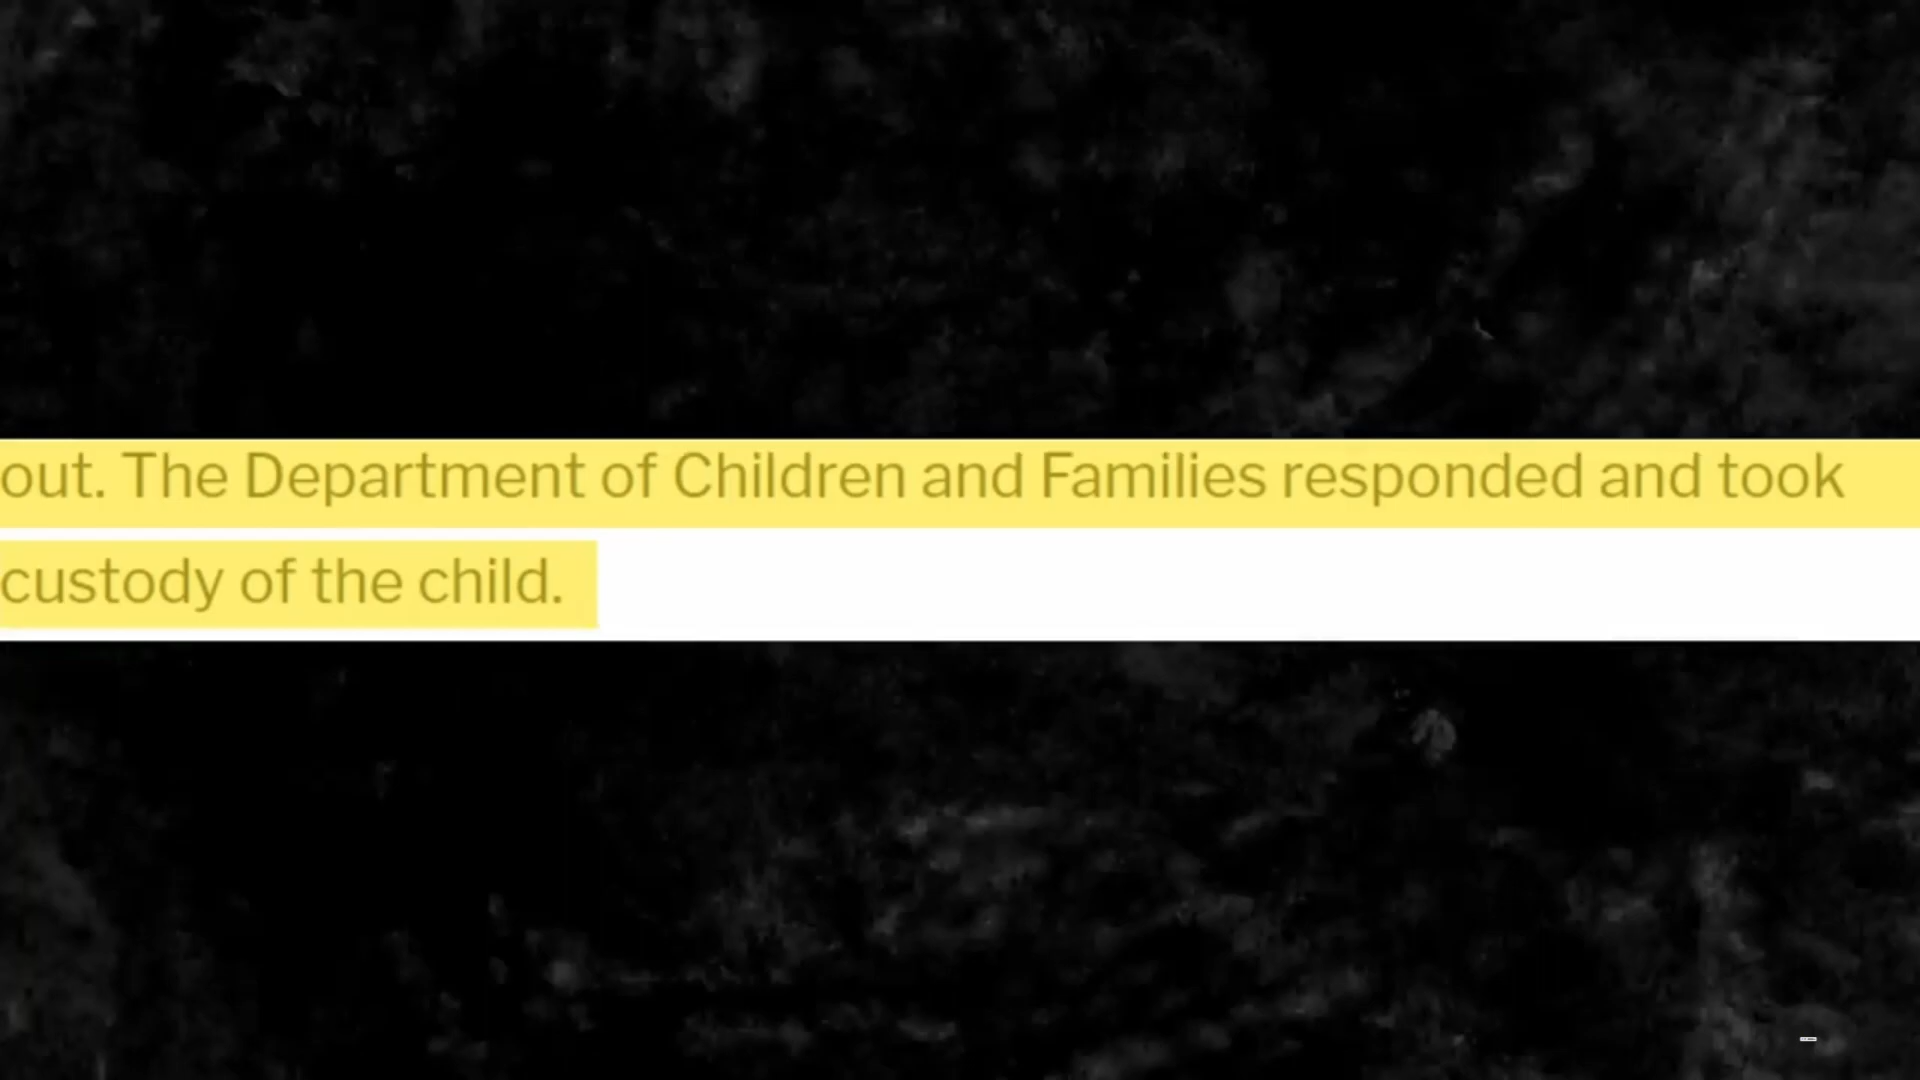 out. The Department of Children and Families responded and took
custody of the child.